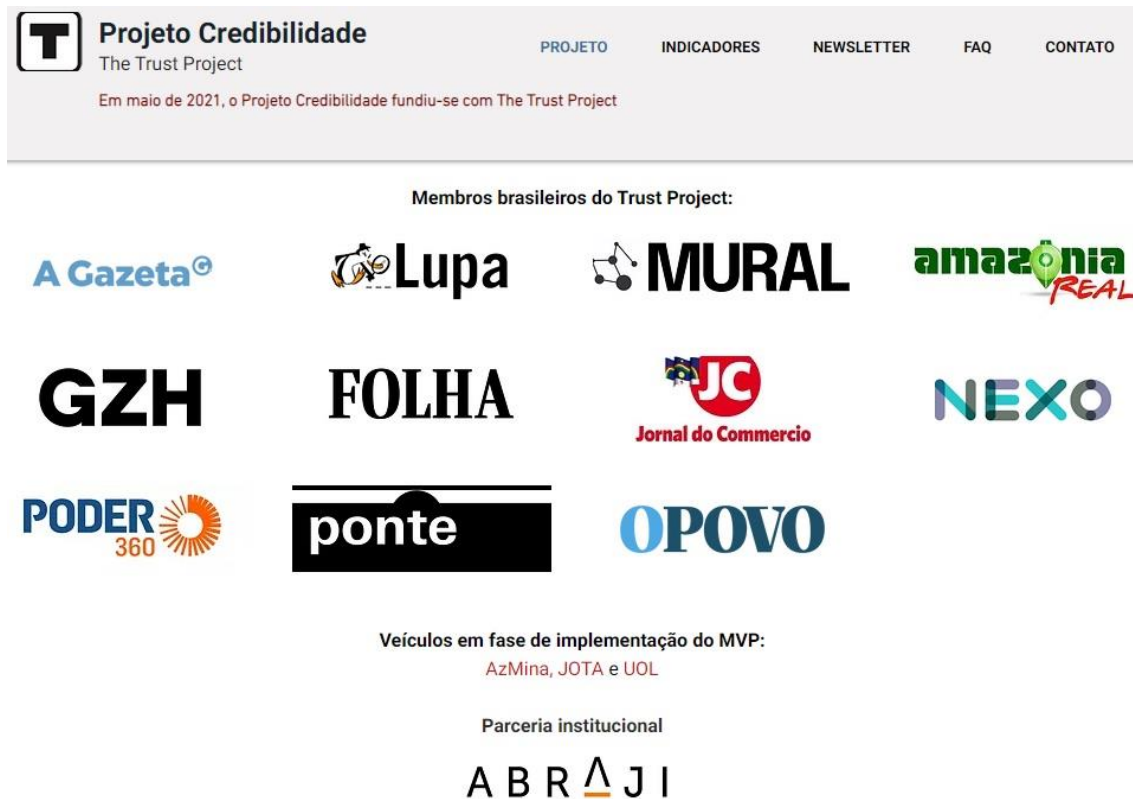 T
Projeto Credibilidade
The Trust Project
PROJETO INDICADORES NEWSLETTER FAQ CONTATO
Em maio de 2021, o Projeto Credibilidade fundiu-se com The Trust Project
Membros brasileiros do Trust Project:
A Gazeta G
Lupa
MURAL
amazônia
REAL
GZH
FOLHA
JC
Jornal do Commercio
NEXO
PODER
360
ponte
O POVO
Veículos em fase de implementação do MVP:
AzMina, JOTA e UOL
Parceria institucional
ABRAJI